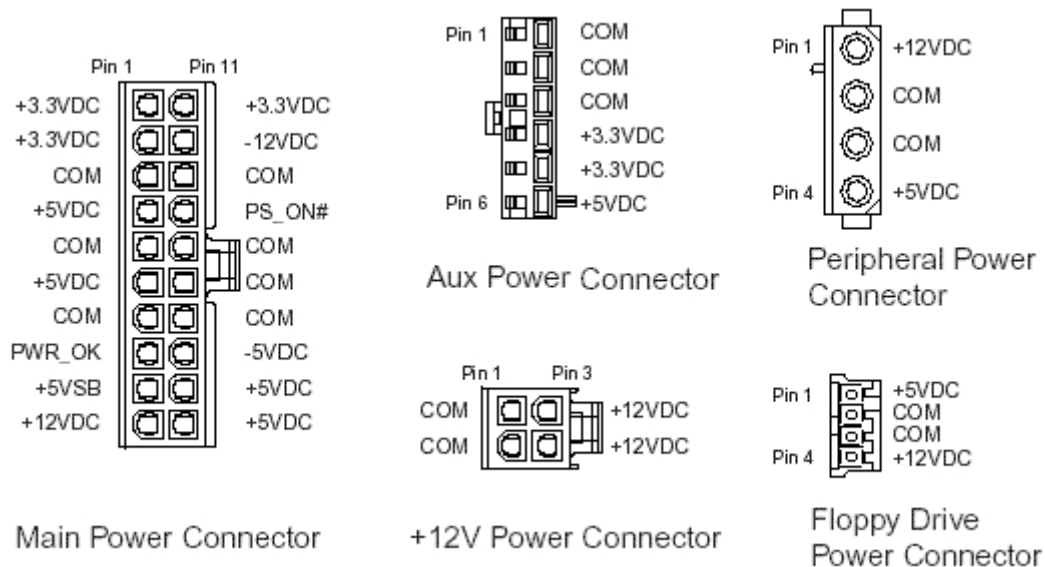 Pin 1 Pin 11
+3.3VDC +3.3VDC
+3.3VDC -12VDC
COM COM
+5VDC PS_ON#
COM COM
+5VDC COM
COM COM
PWR_OK -5VDC
+5VSB +5VDC
+12VDC +5VDC
Main Power Connector
Pin 1 COM
COM
COM
+3.3VDC
+3.3VDC
Pin 6 +5VDC
Aux Power Connector
Pin 1 Pin 3
COM +12VDC
COM +12VDC
+12V Power Connector
Pin 1 +12VDC
COM
COM
Pin 4 +5VDC
Peripheral Power
Connector
Pin 1 +5VDC
COM
COM
Pin 4 +12VDC
Floppy Drive
Power Connector